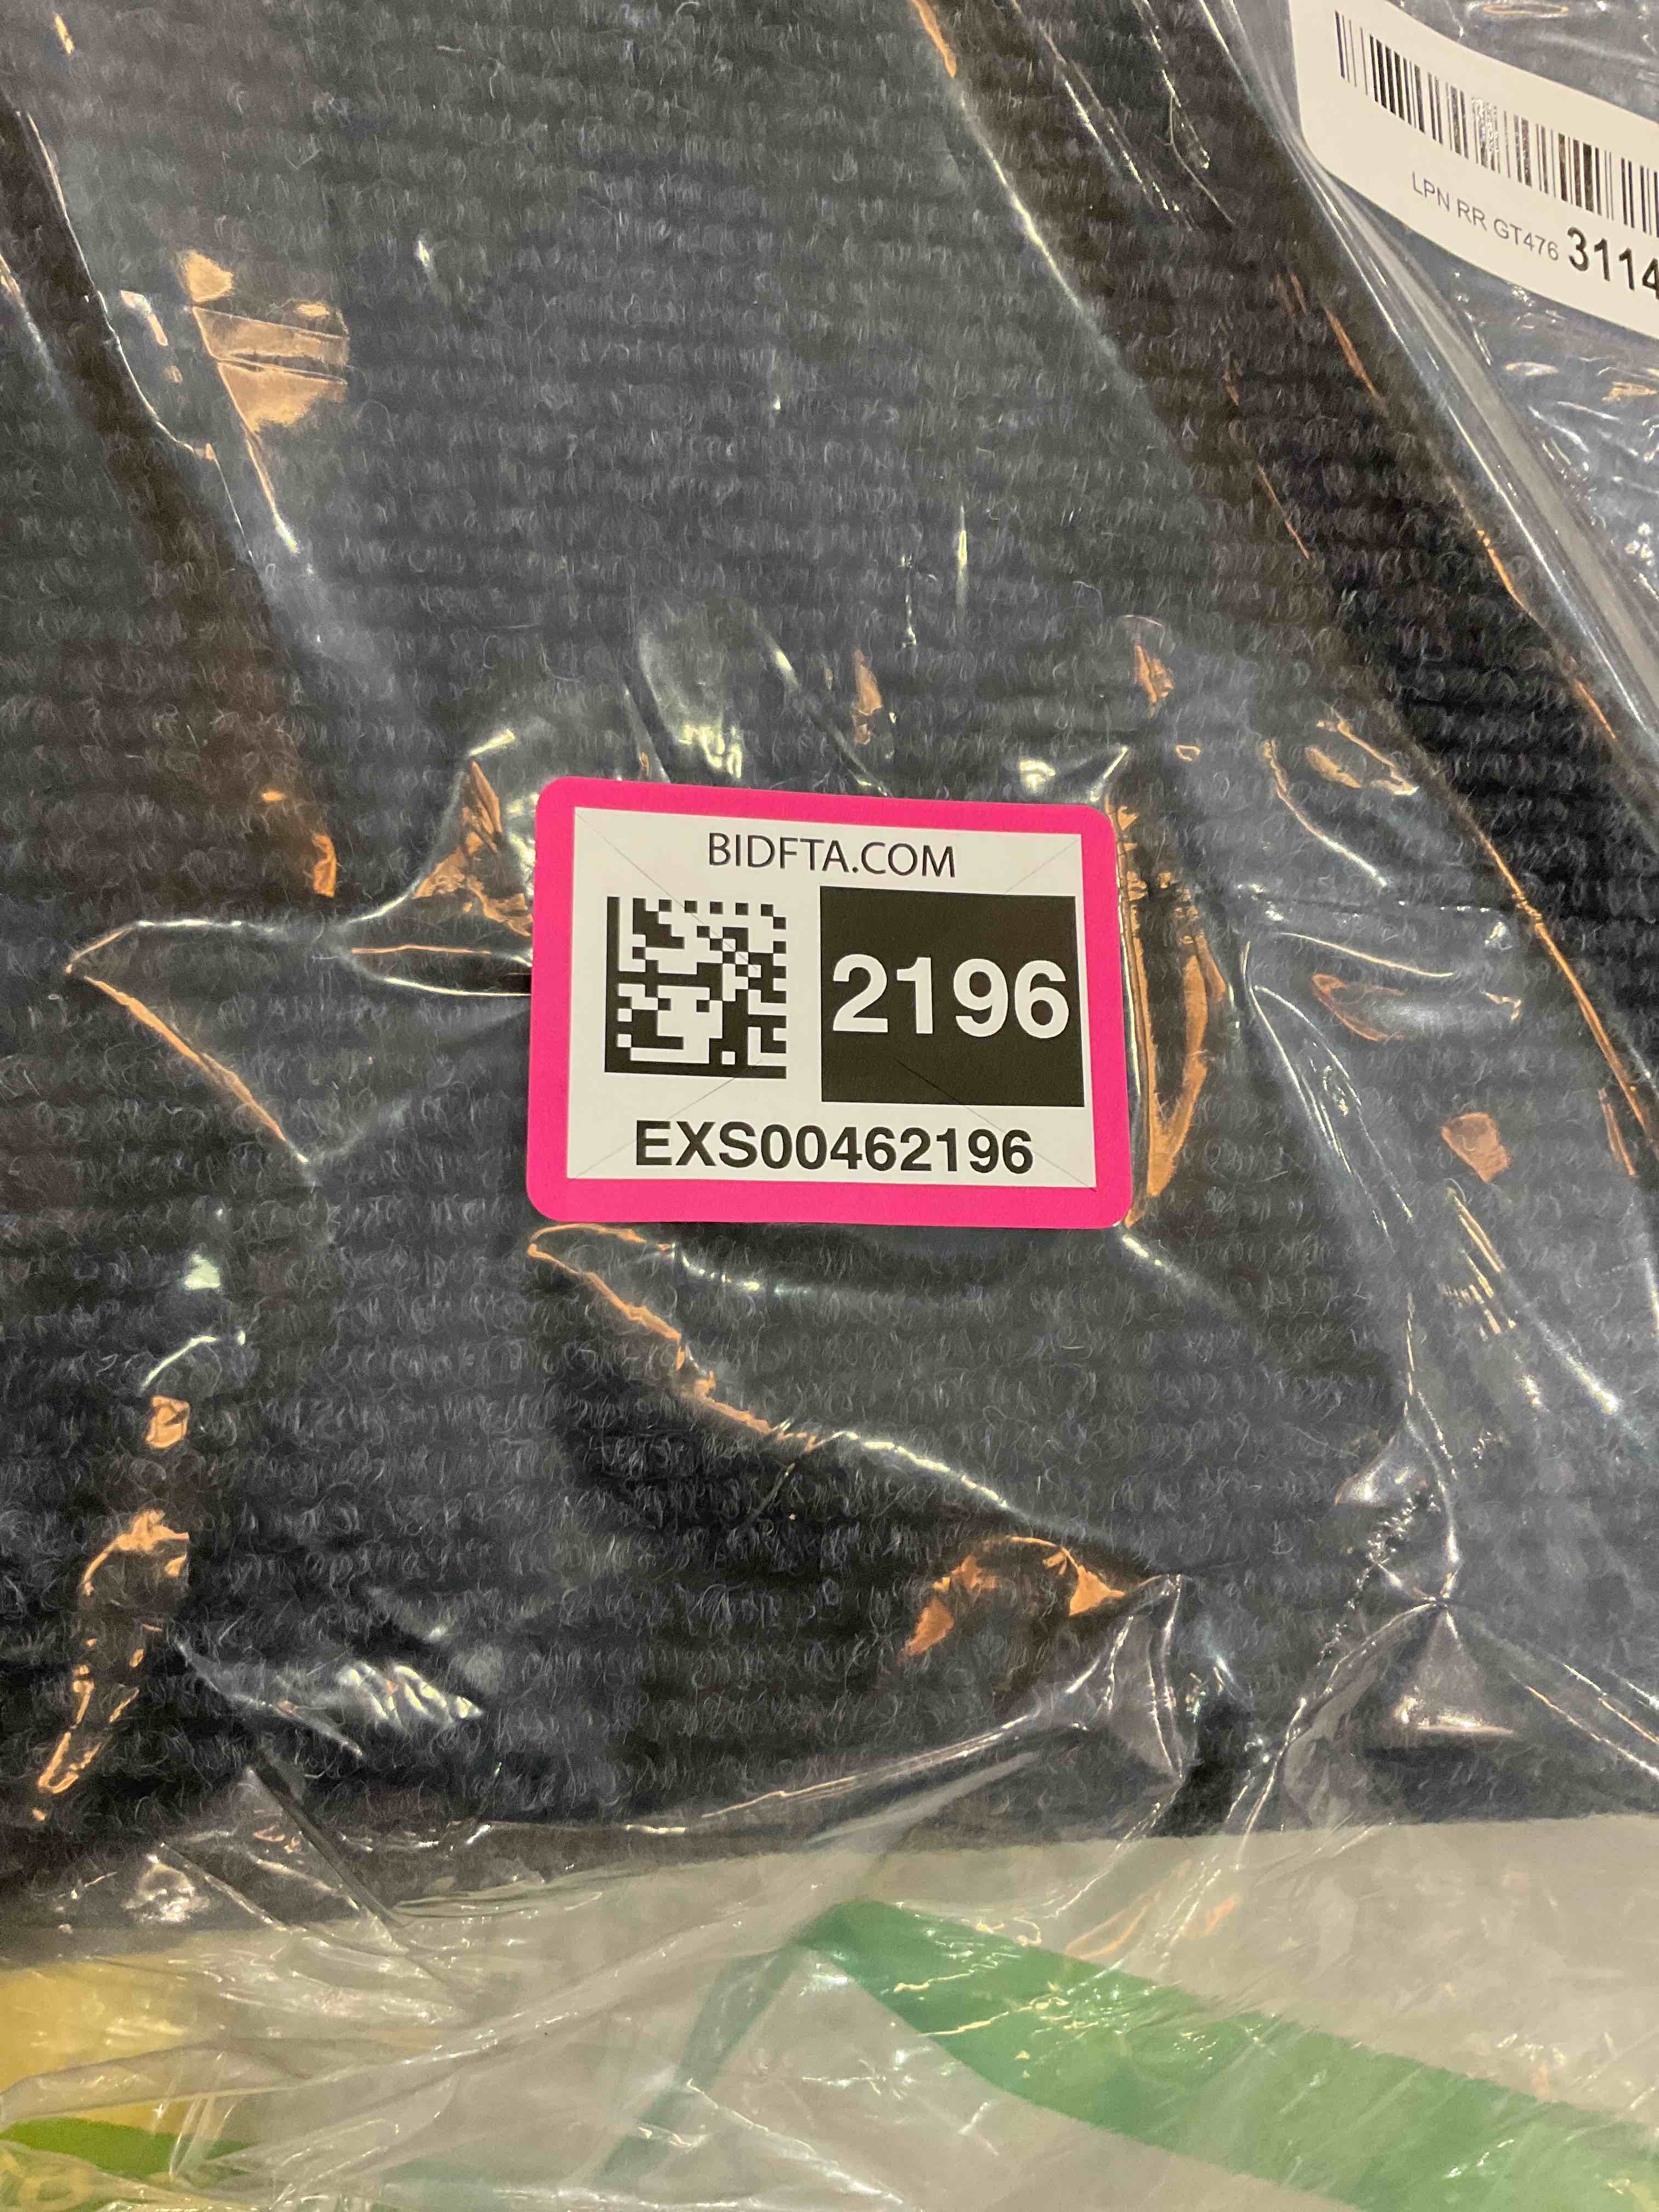 LPN RR GT476 3114
BIDFTA.COM
2196
EXS00462196